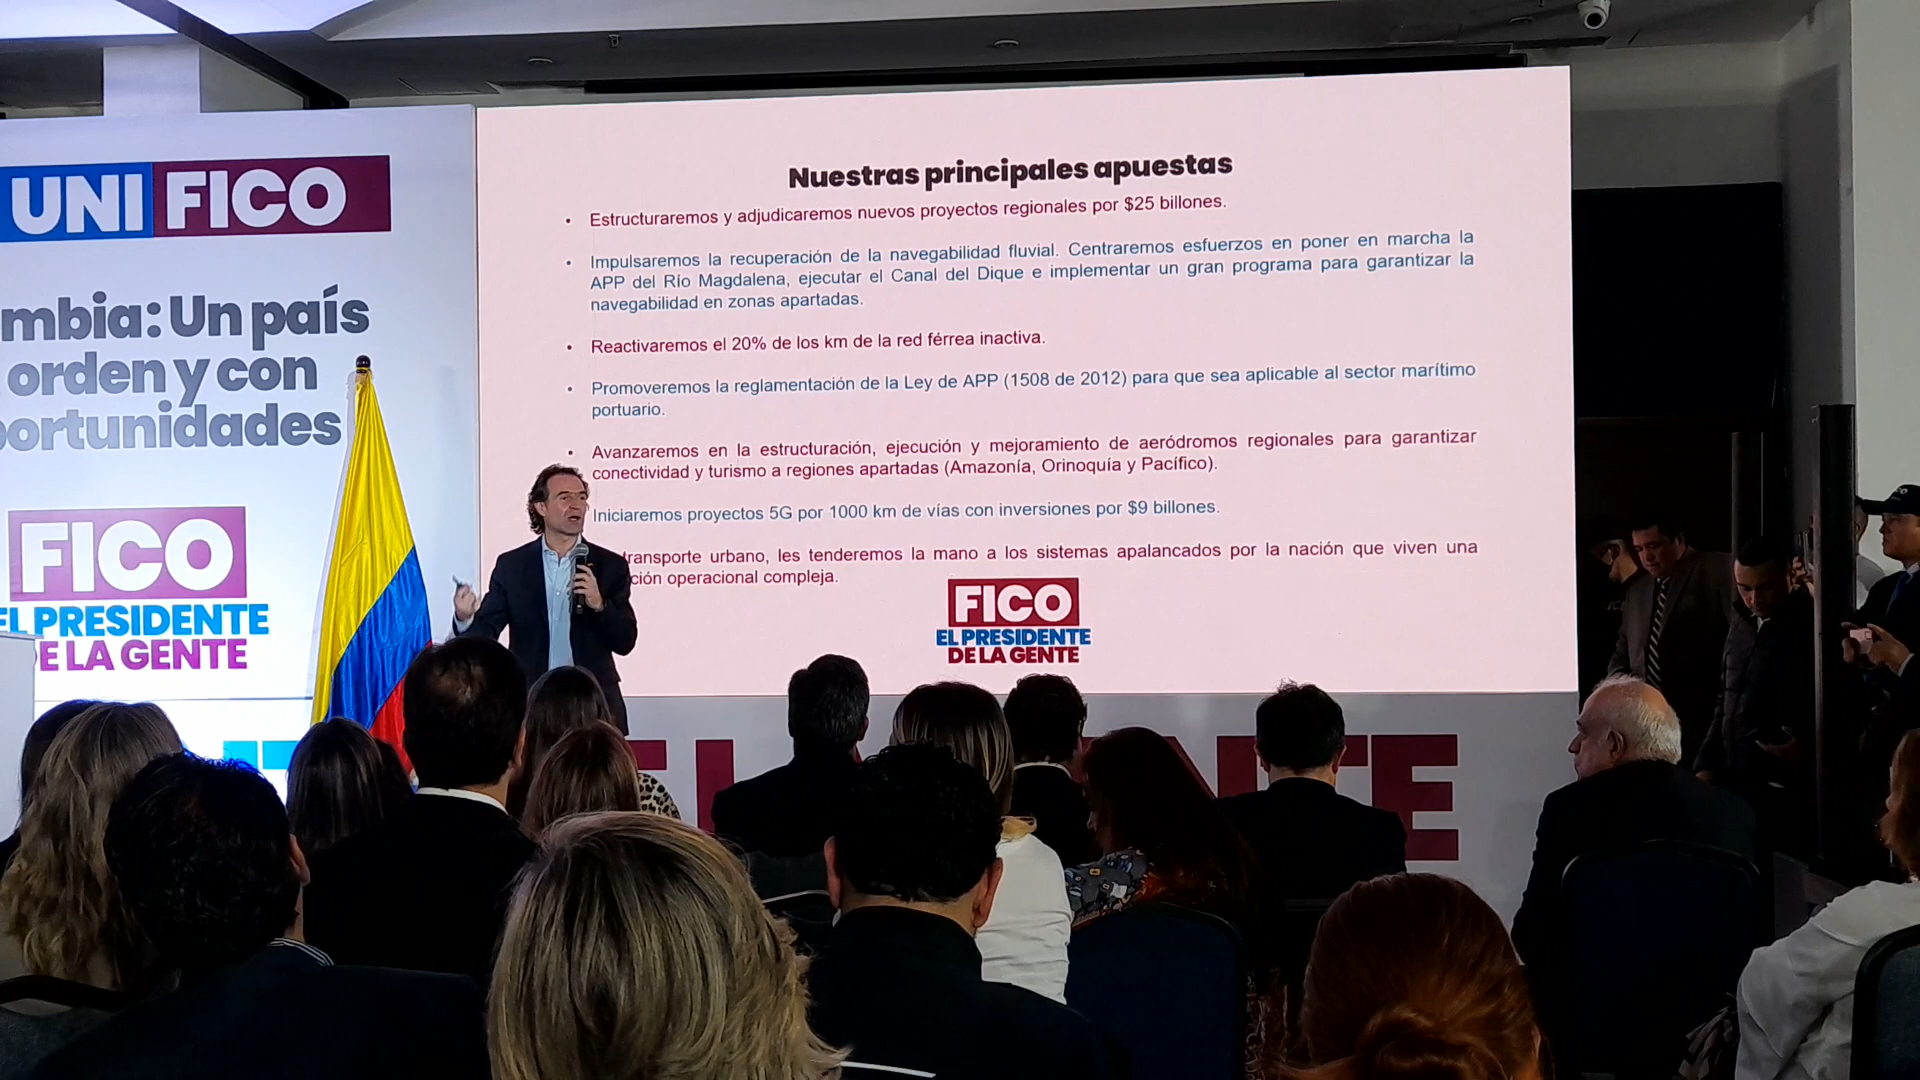 UNIFICO
mbia: Un país
orden y con
portunidades
FICO
EL PRESIDENTE
DE LA GENTE
Nuestras principales apuestas
• Estructuraremos y adjudicaremos nuevos proyectos regionales por $25 billones.
• Impulsaremos la recuperación de la navegabilidad fluvial. Centraremos esfuerzos en poner en marcha la
APP del Río Magdalena, ejecutar el Canal del Dique e implementar un gran programa para garantizar la
navegabilidad en zonas apartadas.
• Reactivaremos el 20% de los km de la red férrea inactiva.
• Promoveremos la reglamentación de la Ley de APP (1508 de 2012) para que sea aplicable al sector marítimo
portuario.
• Avanzaremos en la estructuración, ejecución y mejoramiento de aeródromos regionales para garantizar
conectividad y turismo a regiones apartadas (Amazonía, Orinoquía y Pacífico).
Iniciaremos proyectos 5G por 1000 km de vías con inversiones por $9 billones.
transporte urbano, les tenderemos la mano a los sistemas apalancados por la nación que viven una
ción operacional compleja.
FICO
EL PRESIDENTE
DE LA GENTE